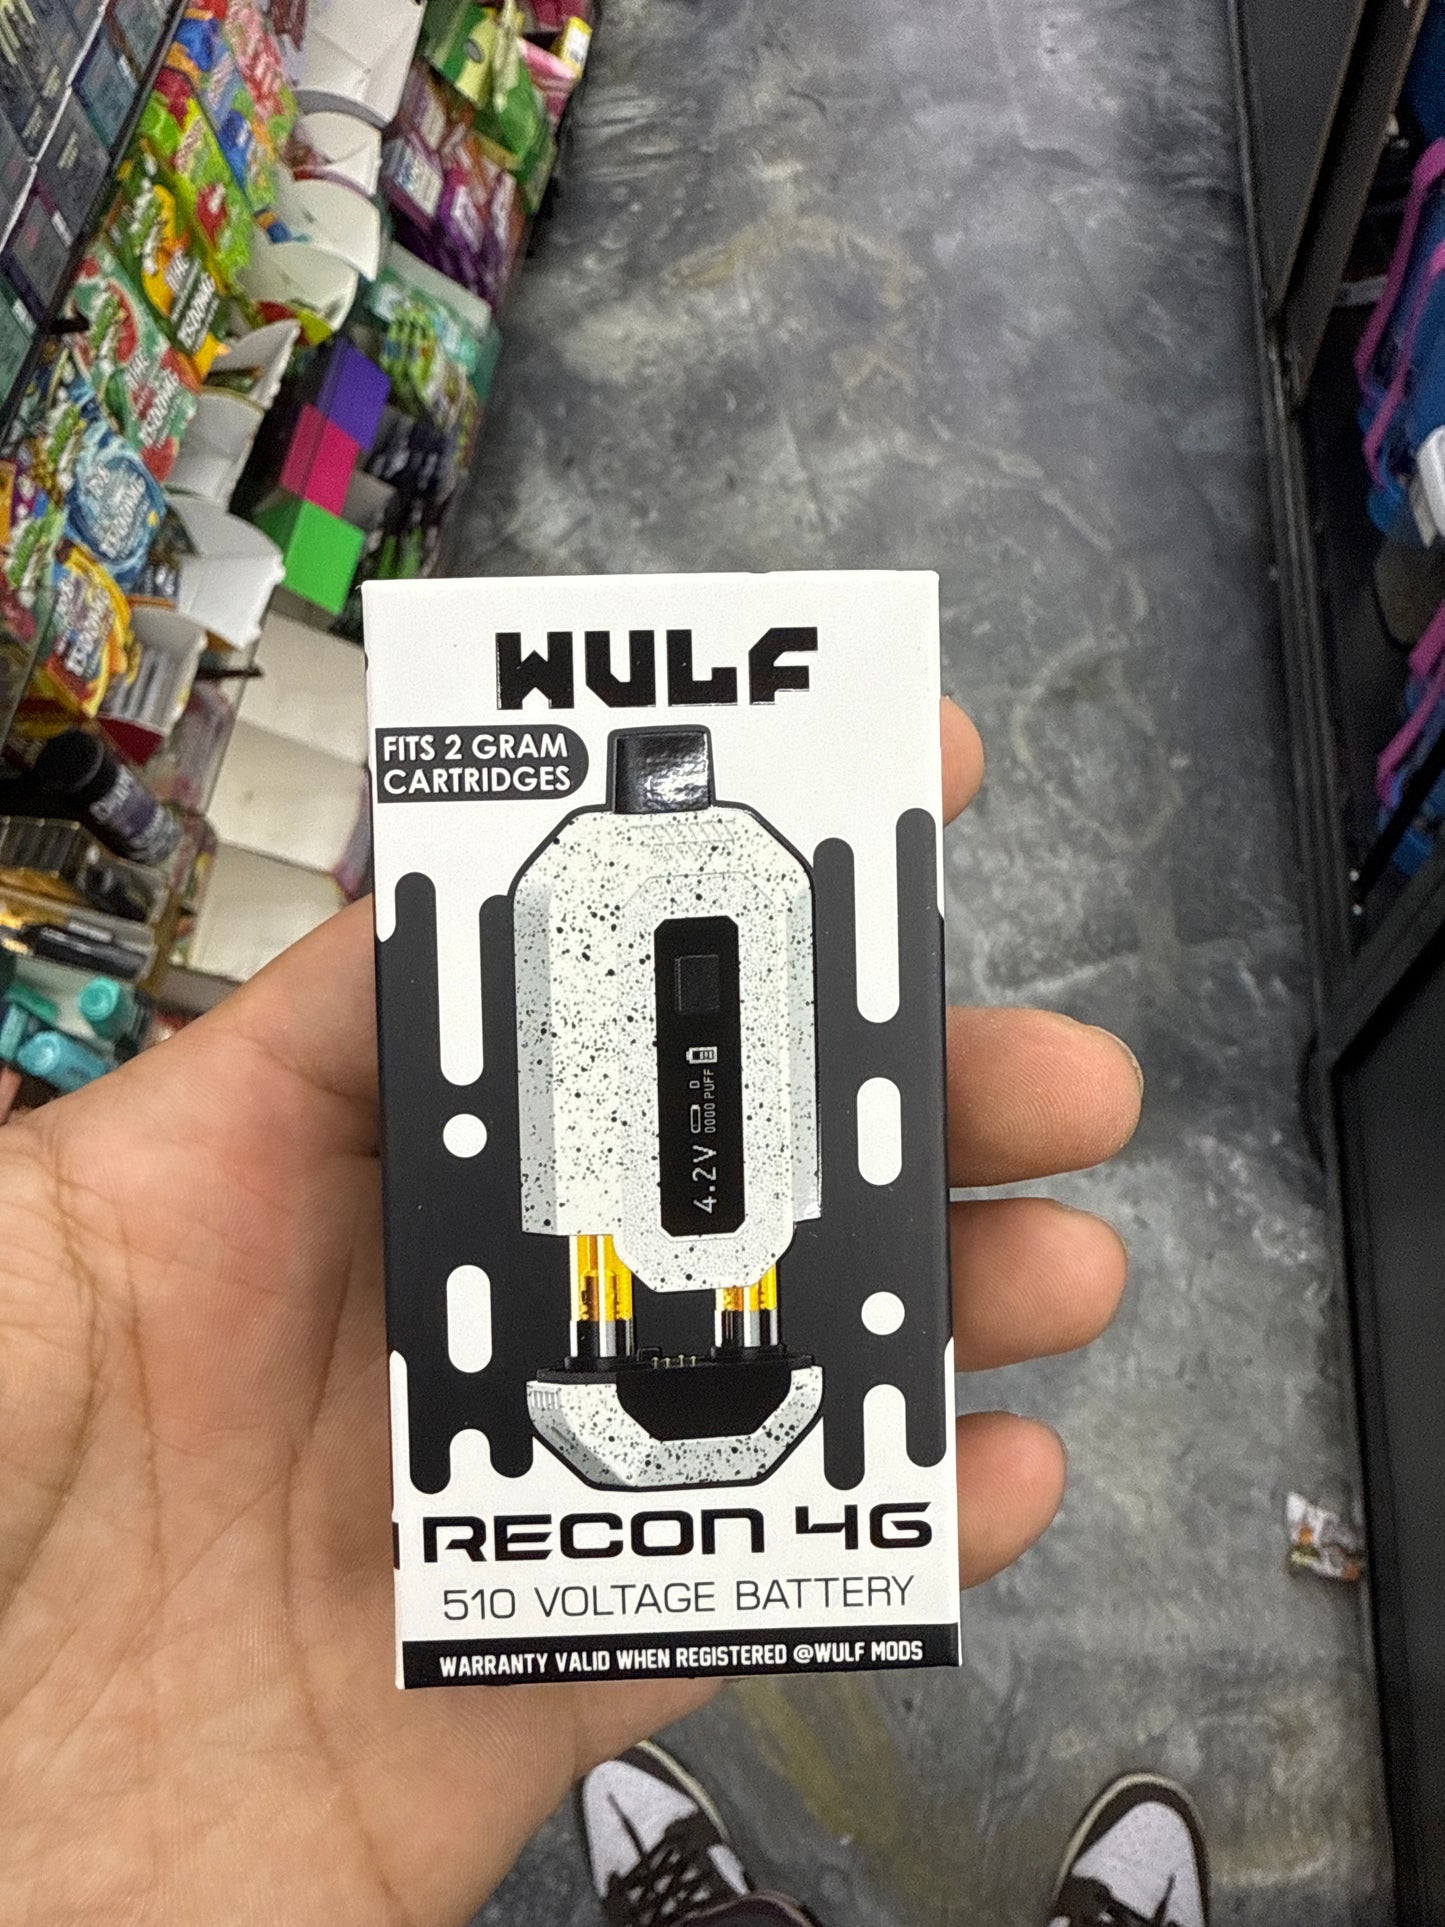 WULF
FITS 2 GRAM
CARTRIDGES
4.2V
D
0000 PUFF
RECON 4G
510 VOLTAGE BATTERY
WARRANTY VALID WHEN REGISTERED @WULF MODS